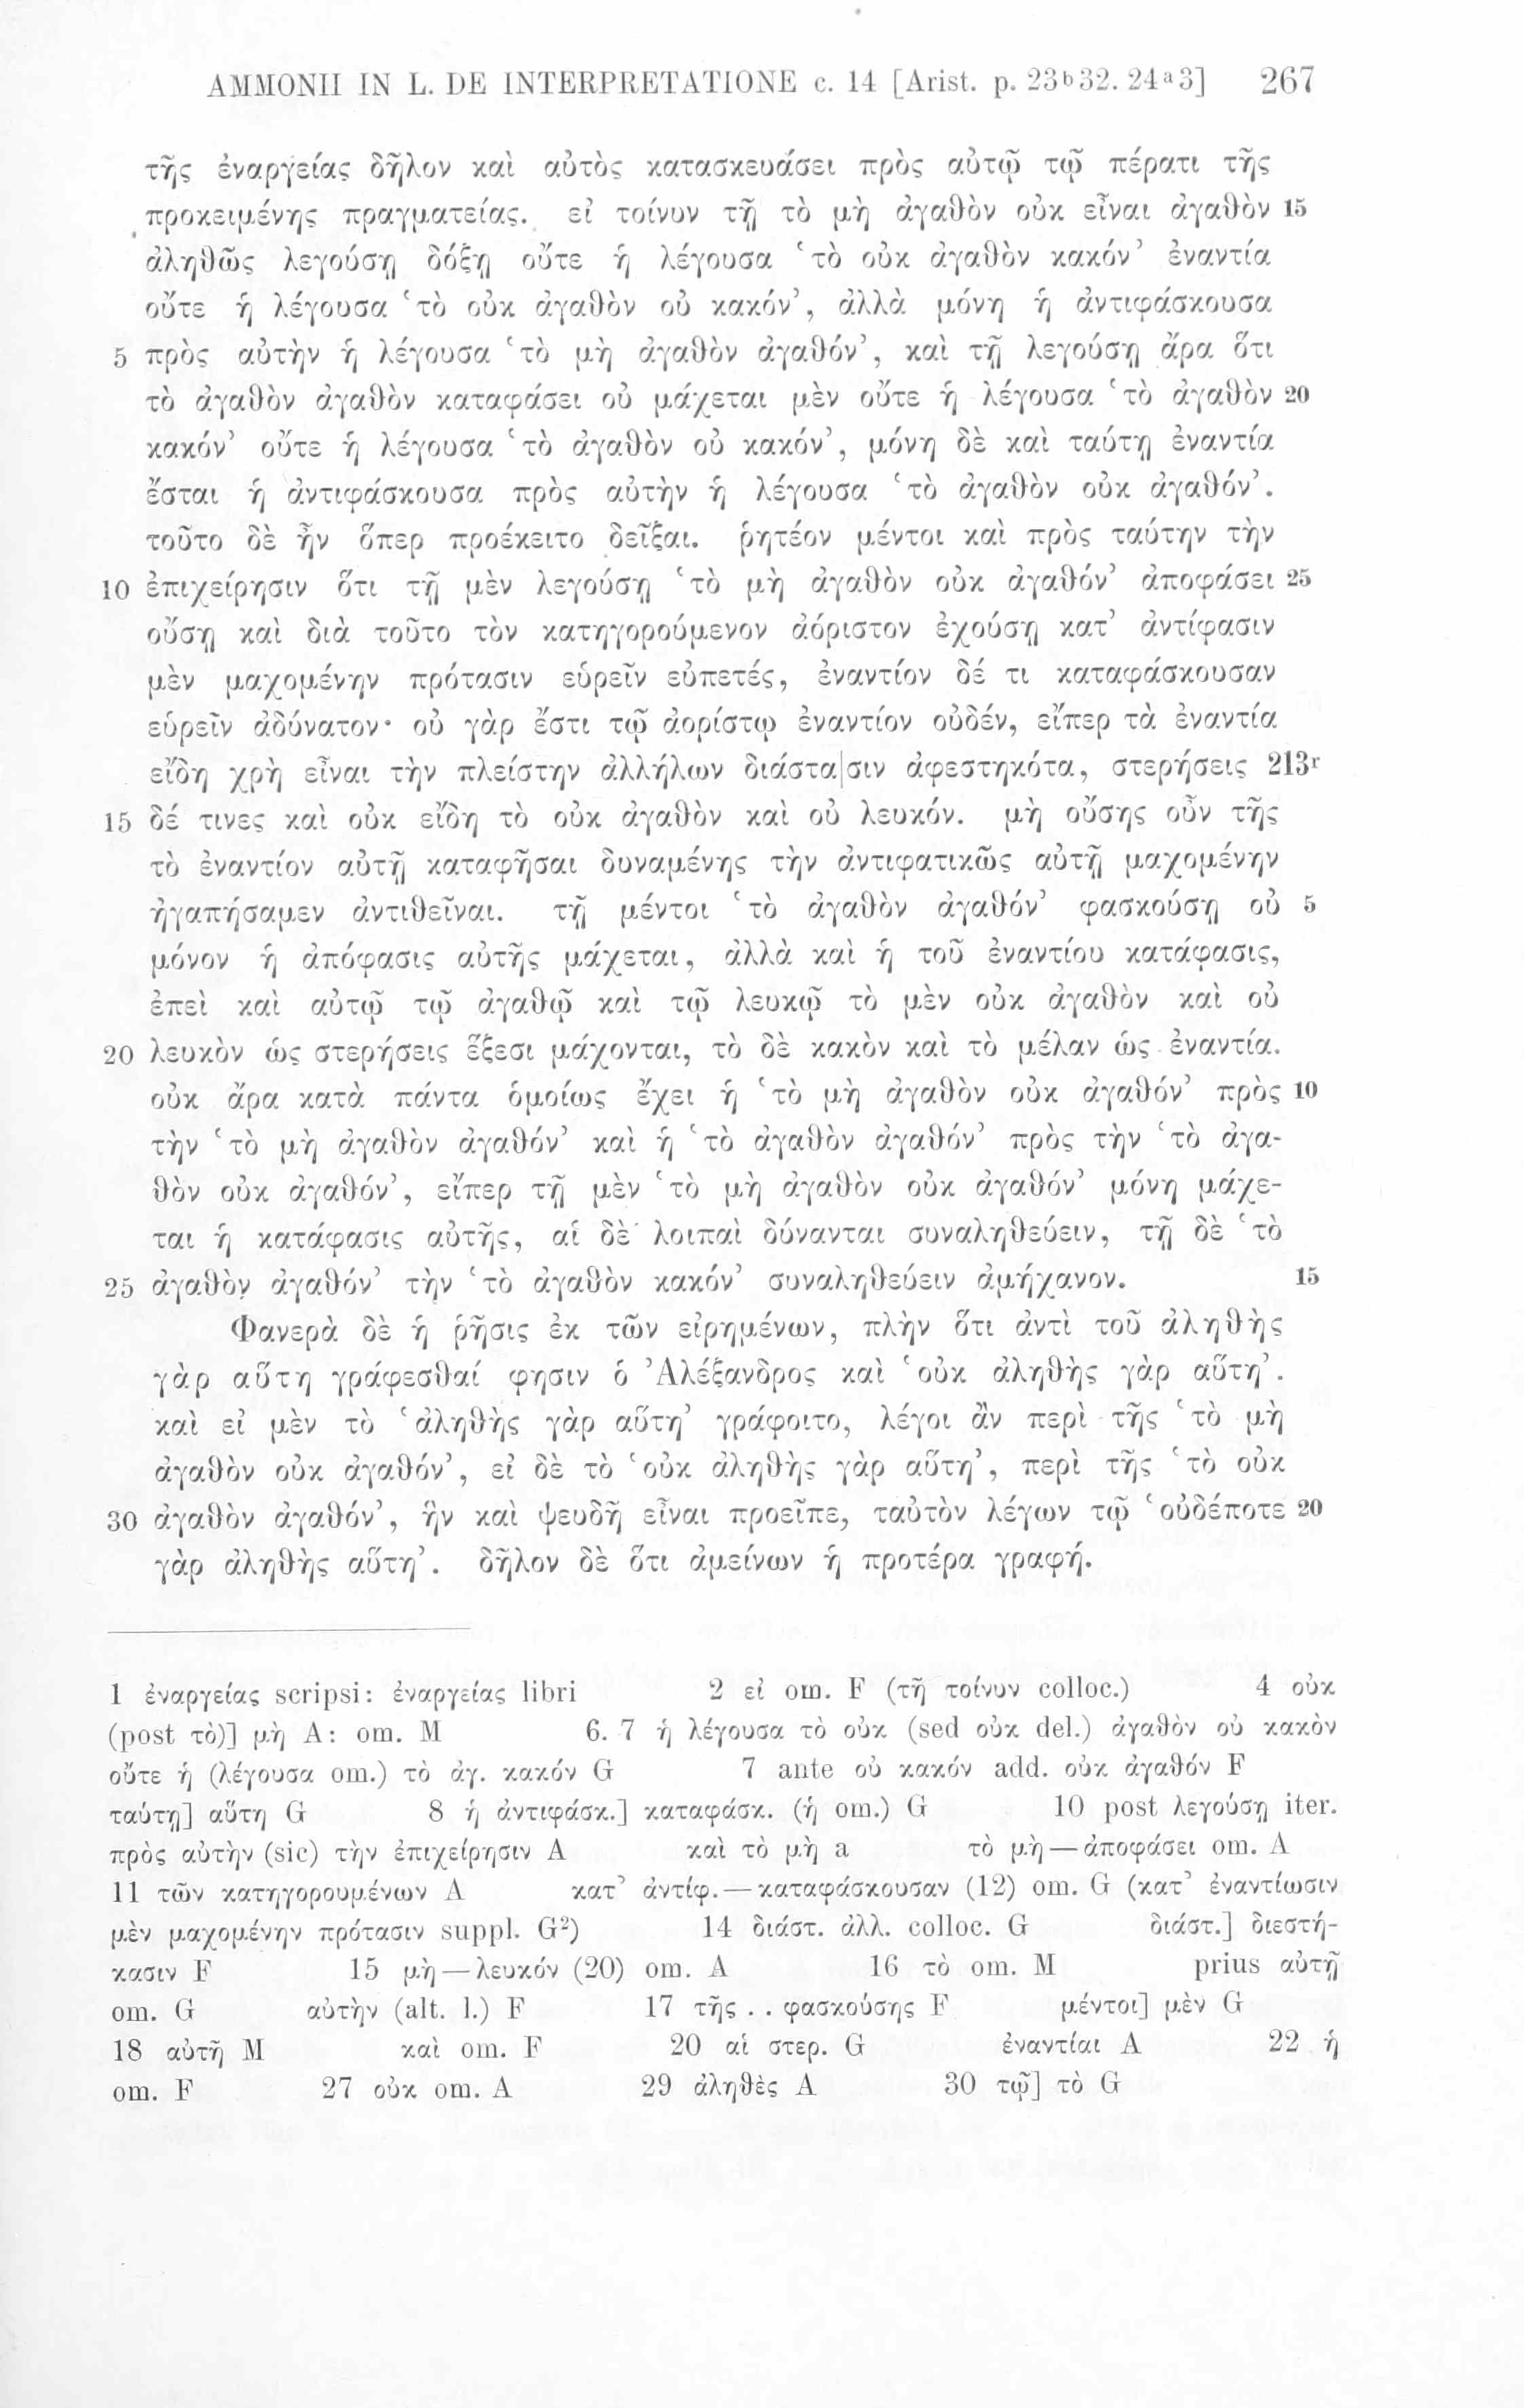 AMMONII IN L. DE INTERPRETATIONE c. 14 [Arist. p. 23ᵇ32. 24ᵃ3] 267
τῆς ἐναργείας δῆλον καὶ αὐτὸς κατασκευάσει πρὸς αὐτῷ τῷ πέρατι τῆς
προκειμένης πραγματείας. εἰ τοίνυν τῇ τὸ μὴ ἀγαθὸν οὐκ εἶναι ἀγαθὸν 15
ἀληθῶς λεγούσῃ δόξῃ οὔτε ἡ λέγουσα ‘τὸ οὐκ ἀγαθὸν κακόν’ ἐναντία
οὔτε ἡ λέγουσα ‘τὸ οὐκ ἀγαθὸν οὐ κακόν’, ἀλλὰ μόνη ἡ ἀντιφάσκουσα
5 πρὸς αὐτὴν ἡ λέγουσα ‘τὸ μὴ ἀγαθὸν ἀγαθόν’, καὶ τῇ λεγούσῃ ἄρα ὅτι
τὸ ἀγαθὸν ἀγαθὸν καταφάσει οὐ μάχεται μὲν οὔτε ἡ λέγουσα ‘τὸ ἀγαθὸν 20
κακόν’ οὔτε ἡ λέγουσα ‘τὸ ἀγαθὸν οὐ κακόν’, μόνη δὲ καὶ ταύτῃ ἐναντία
ἔσται ἡ ἀντιφάσκουσα πρὸς αὐτὴν ἡ λέγουσα ‘τὸ ἀγαθὸν οὐκ ἀγαθόν’.
τοῦτο δὲ ἦν ὅπερ προέκειτο δεῖξαι. ῥητέον μέντοι καὶ πρὸς ταύτην τὴν
10 ἐπιχείρησιν ὅτι τῇ μὲν λεγούσῃ ‘τὸ μὴ ἀγαθὸν οὐκ ἀγαθόν’ ἀποφάσει 25
οὔσῃ καὶ διὰ τοῦτο τὸν κατηγορούμενον ἀόριστον ἐχούσῃ κατ’ ἀντίφασιν
μὲν μαχομένην πρότασιν εὑρεῖν εὐπετές, ἐναντίον δέ τι καταφάσκουσαν
εὑρεῖν ἀδύνατον· οὐ γὰρ ἔστι τῷ ἀορίστῳ ἐναντίον οὐδέν, εἴπερ τὰ ἐναντία
εἴδη χρὴ εἶναι τὴν πλείστην ἀλλήλων διάστα|σιν ἀφεστηκότα, στερήσεις 213ʳ
15 δέ τινες καὶ οὐκ εἴδη τὸ οὐκ ἀγαθὸν καὶ οὐ λευκόν. μὴ οὔσης οὖν τῆς
τὸ ἐναντίον αὐτῇ καταφῆσαι δυναμένης τὴν ἀντιφατικῶς αὐτῇ μαχομένην
ἠγαπήσαμεν ἀντιθεῖναι. τῇ μέντοι ‘τὸ ἀγαθὸν ἀγαθόν’ φασκούσῃ οὐ 5
μόνον ἡ ἀπόφασις αὐτῆς μάχεται, ἀλλὰ καὶ ἡ τοῦ ἐναντίου κατάφασις,
ἐπεὶ καὶ αὐτῷ τῷ ἀγαθῷ καὶ τῷ λευκῷ τὸ μὲν οὐκ ἀγαθὸν καὶ οὐ
20 λευκὸν ὡς στερήσεις ἕξεσι μάχονται, τὸ δὲ κακὸν καὶ τὸ μέλαν ὡς ἐναντία.
οὐκ ἄρα κατὰ πάντα ὁμοίως ἔχει ἡ ‘τὸ μὴ ἀγαθὸν οὐκ ἀγαθόν’ πρὸς 10
τὴν ‘τὸ μὴ ἀγαθὸν ἀγαθόν’ καὶ ἡ ‘τὸ ἀγαθὸν ἀγαθόν’ πρὸς τὴν ‘τὸ ἀγα-
θὸν οὐκ ἀγαθόν’, εἴπερ τῇ μὲν ‘τὸ μὴ ἀγαθὸν οὐκ ἀγαθόν’ μόνη μάχε-
ται ἡ κατάφασις αὐτῆς, αἱ δὲ λοιπαὶ δύνανται συναληθεύειν, τῇ δὲ ‘τὸ
25 ἀγαθὸν ἀγαθόν’ τὴν ‘τὸ ἀγαθὸν κακόν’ συναληθεύειν ἀμήχανον. 15
Φανερὰ δὲ ἡ ῥῆσις ἐκ τῶν εἰρημένων, πλὴν ὅτι ἀντὶ τοῦ ἀληθὴς
γὰρ αὕτη γράφεσθαί φησιν ὁ Ἀλέξανδρος καὶ ‘οὐκ ἀληθὴς γὰρ αὕτη’.
καὶ εἰ μὲν τὸ ‘ἀληθὴς γὰρ αὕτη’ γράφοιτο, λέγοι ἂν περὶ τῆς ‘τὸ μὴ
ἀγαθὸν οὐκ ἀγαθόν’, εἰ δὲ τὸ ‘οὐκ ἀληθὴς γὰρ αὕτη’, περὶ τῆς ‘τὸ οὐκ
30 ἀγαθὸν ἀγαθόν’, ἣν καὶ ψευδῆ εἶναι προεῖπε, ταὐτὸν λέγων τῷ ‘οὐδέποτε 20
γὰρ ἀληθὴς αὕτη’. δῆλον δὲ ὅτι ἀμείνων ἡ προτέρα γραφή.
1 ἐναργείας scripsi: ἐναργείας libri 2 εἰ om. F (τῇ τοίνυν colloc.) 4 οὐκ
(post τὸ)] μὴ A: om. M 6. 7 ἡ λέγουσα τὸ οὐκ (sed οὐκ del.) ἀγαθὸν οὐ κακὸν
οὔτε ἡ (λέγουσα om.) τὸ ἀγ. κακόν G 7 ante οὐ κακόν add. οὐκ ἀγαθόν F
ταύτῃ] αὕτη G 8 ἡ ἀντιφάσκ.] καταφάσκ. (ἡ om.) G 10 post λεγούσῃ iter.
πρὸς αὐτὴν (sic) τὴν ἐπιχείρησιν A καὶ τὸ μὴ a τὸ μὴ — ἀποφάσει om. A
11 τῶν κατηγορουμένων A κατ’ ἀντίφ. — καταφάσκουσαν (12) om. G (κατ’ ἐναντίωσιν
μὲν μαχομένην πρότασιν suppl. G²) 14 διάστ. ἀλλ. colloc. G διάστ.] διεστή-
κασιν F 15 μὴ — λευκόν (20) om. A 16 τὸ om. M prius αὐτῇ
om. G αὐτὴν (alt. l.) F 17 τῆς . . φασκούσης F μέντοι] μὲν G
18 αὐτῇ M καὶ om. F 20 αἱ στερ. G ἐναντίαι A 22 ἡ
om. F 27 οὐκ om. A 29 ἀληθὲς A 30 τῷ] τὸ G